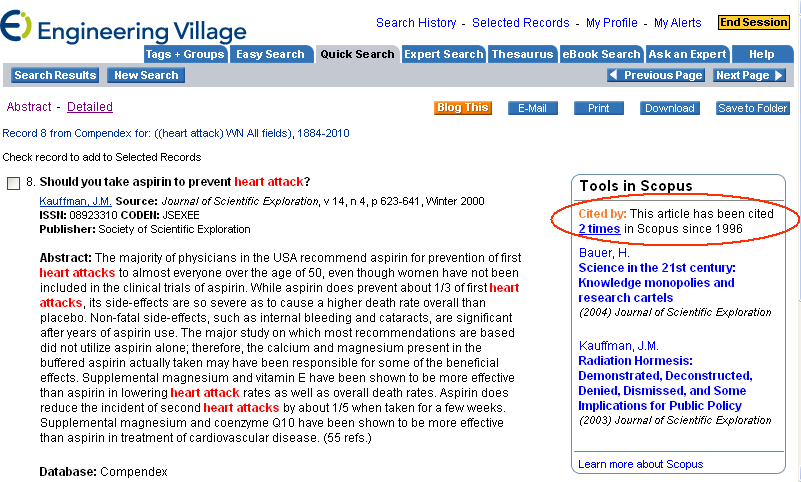 Engineering Village
Search History - Selected Records - My Profile - My Alerts End Session
Tags + Groups Easy Search Quick Search Expert Search Thesaurus eBook Search Ask an Expert Help
Search Results New Search Previous Page Next Page
Abstract - Detailed Blog This E-Mail Print Download Save to Folder
Record 8 from Compendex for: ((heart attack) WN All fields), 1884-2010
Check record to add to Selected Records
8. Should you take aspirin to prevent heart attack?
Kauffman, J.M. Source: Journal of Scientific Exploration, v 14, n 4, p 623-641, Winter 2000
ISSN: 08923310 CODEN: JSEXEE
Publisher: Society of Scientific Exploration
Abstract: The majority of physicians in the USA recommend aspirin for prevention of first
heart attacks to almost everyone over the age of 50, even though women have not been
included in the clinical trials of aspirin. While aspirin does prevent about 1/3 of first heart
attacks, its side-effects are so severe as to cause a higher death rate overall than
placebo. Non-fatal side-effects, such as internal bleeding and cataracts, are significant
after years of aspirin use. The major study on which most recommendations are based
did not utilize aspirin alone; therefore, the calcium and magnesium present in the
buffered aspirin actually taken may have been responsible for some of the beneficial
effects. Supplemental magnesium and vitamin E have been shown to be more effective
than aspirin in lowering heart attack rates as well as overall death rates. Aspirin does
reduce the incident of second heart attacks by about 1/5 when taken for a few weeks.
Supplemental magnesium and coenzyme Q10 have been shown to be more effective
than aspirin in treatment of cardiovascular disease. (55 refs.)
Database: Compendex
Tools in Scopus
Cited by: This article has been cited
2 times in Scopus since 1996
Bauer, H.
Science in the 21st century:
Knowledge monopolies and
research cartels
(2004) Journal of Scientific Exploration
Kauffman, J.M.
Radiation Hormesis:
Demonstrated, Deconstructed,
Denied, Dismissed, and Some
Implications for Public Policy
(2003) Journal of Scientific Exploration
Learn more about Scopus